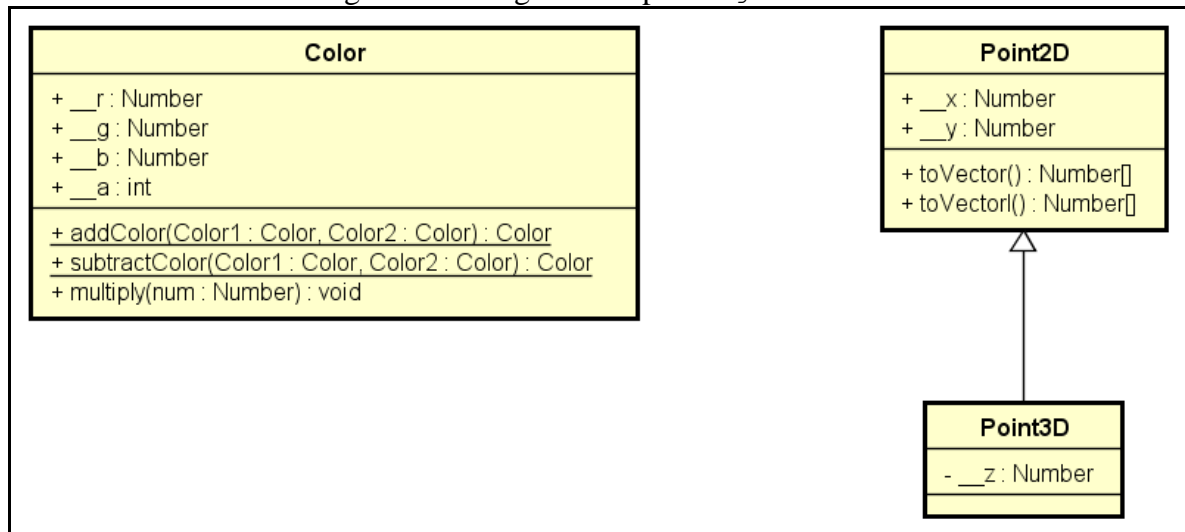 Color
+ __r : Number
+ __g : Number
+ __b : Number
+ __a : int
+ addColor(Color1 : Color, Color2 : Color) : Color
+ subtractColor(Color1 : Color, Color2 : Color) : Color
+ multiply(num : Number) : void
Point2D
+ __x : Number
+ __y : Number
+ toVector() : Number[]
+ toVectorI() : Number[]
Point3D
- __z : Number